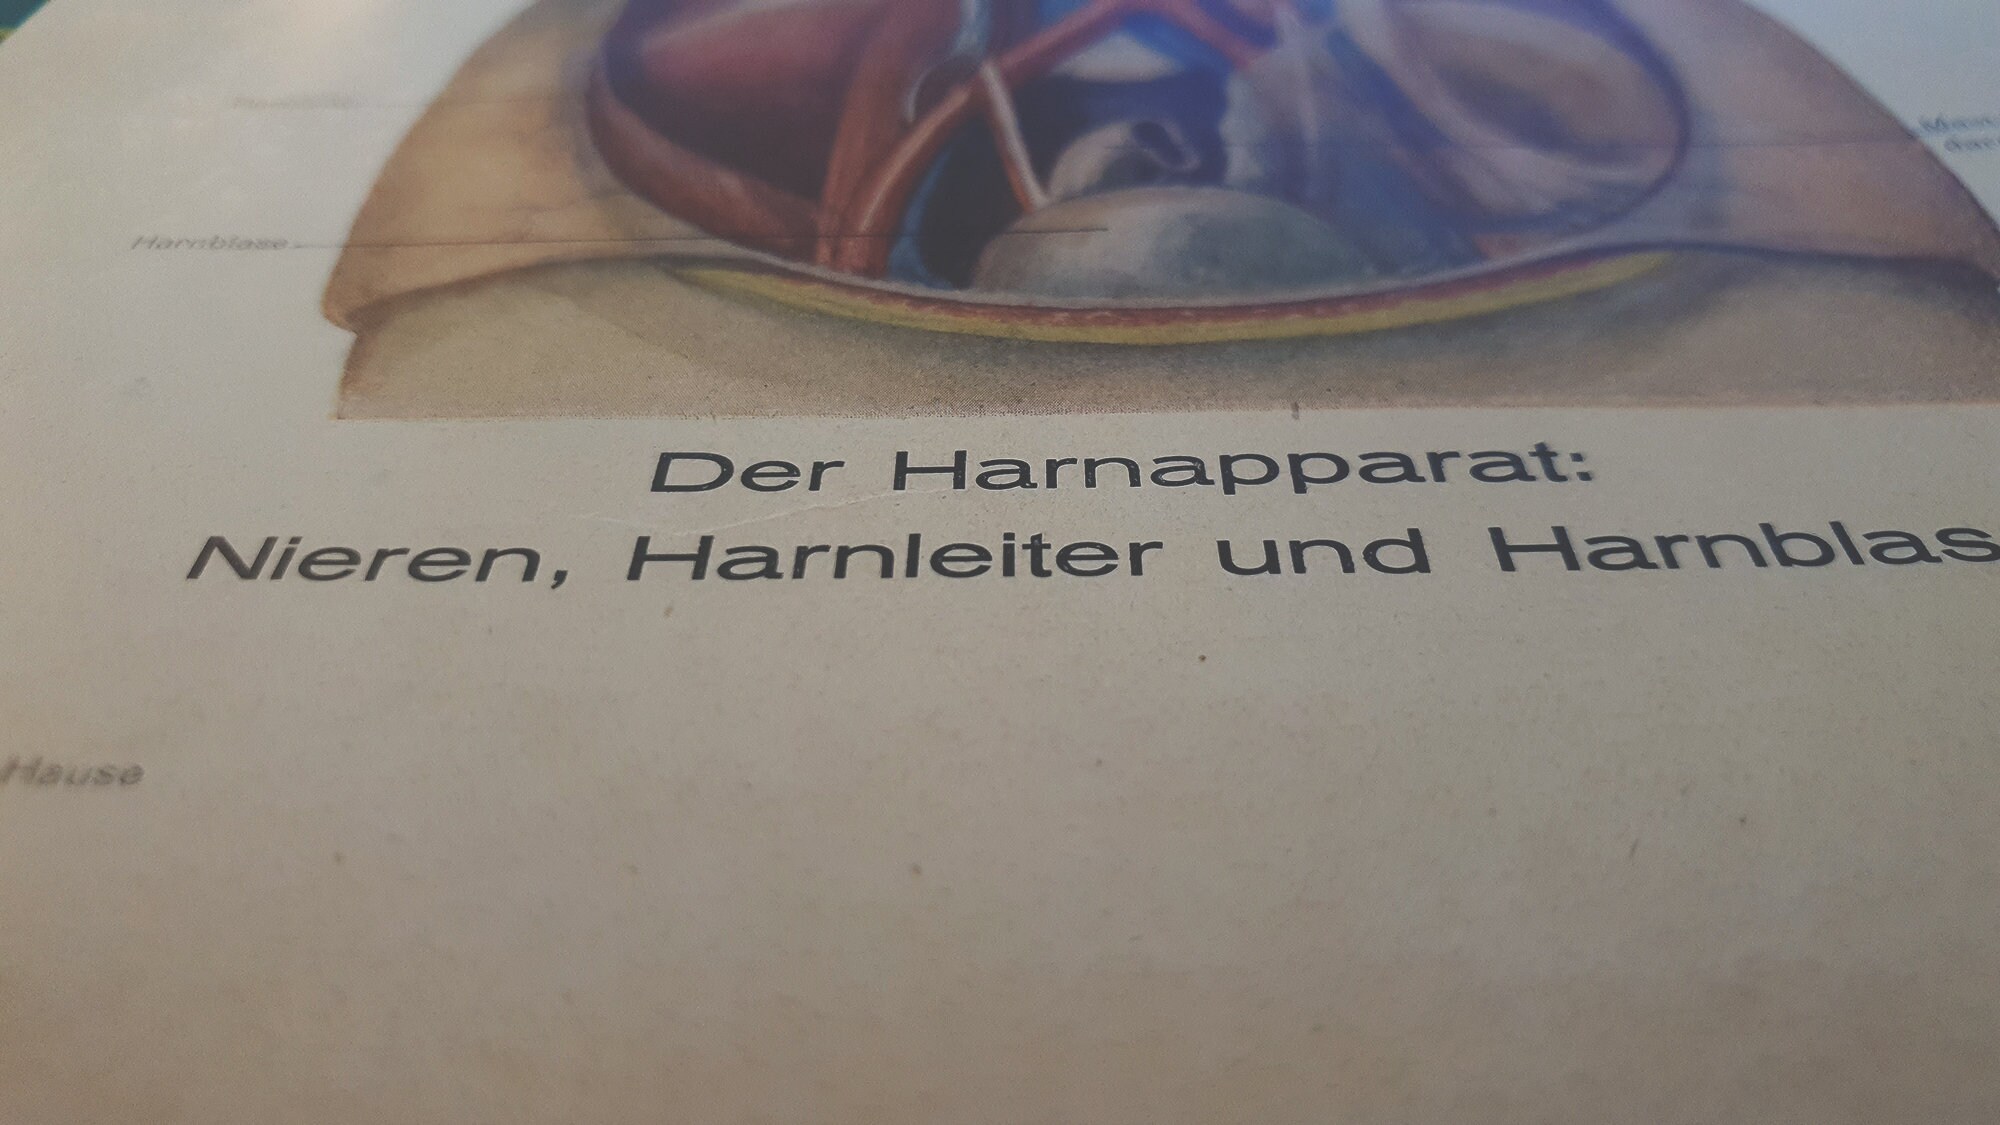 Harnblase
Der Harnapparat:
Nieren, Harnleiter und Harnblas
Hause